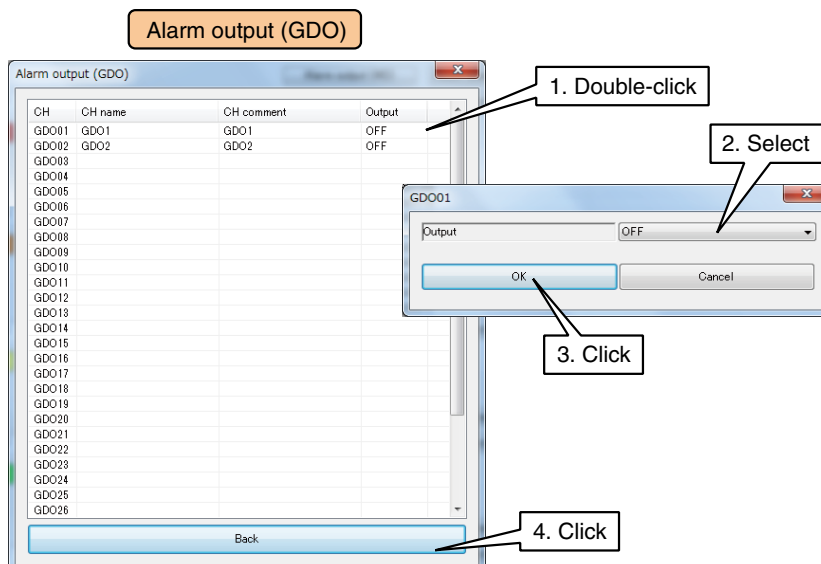 Alarm output (GDO)
Alarm output (GDO)
CH CH name CH comment Output
GDO01 GDO1 GDO1 OFF
GDO02 GDO2 GDO2 OFF
GDO03
GDO04
GDO05
GDO06
GDO07
GDO08
GDO09
GDO10
GDO11
GDO12
GDO13
GDO14
GDO15
GDO16
GDO17
GDO18
GDO19
GDO20
GDO21
GDO22
GDO23
GDO24
GDO25
GDO26
Back
1. Double-click
2. Select
GDO01
Output OFF
OK Cancel
3. Click
4. Click